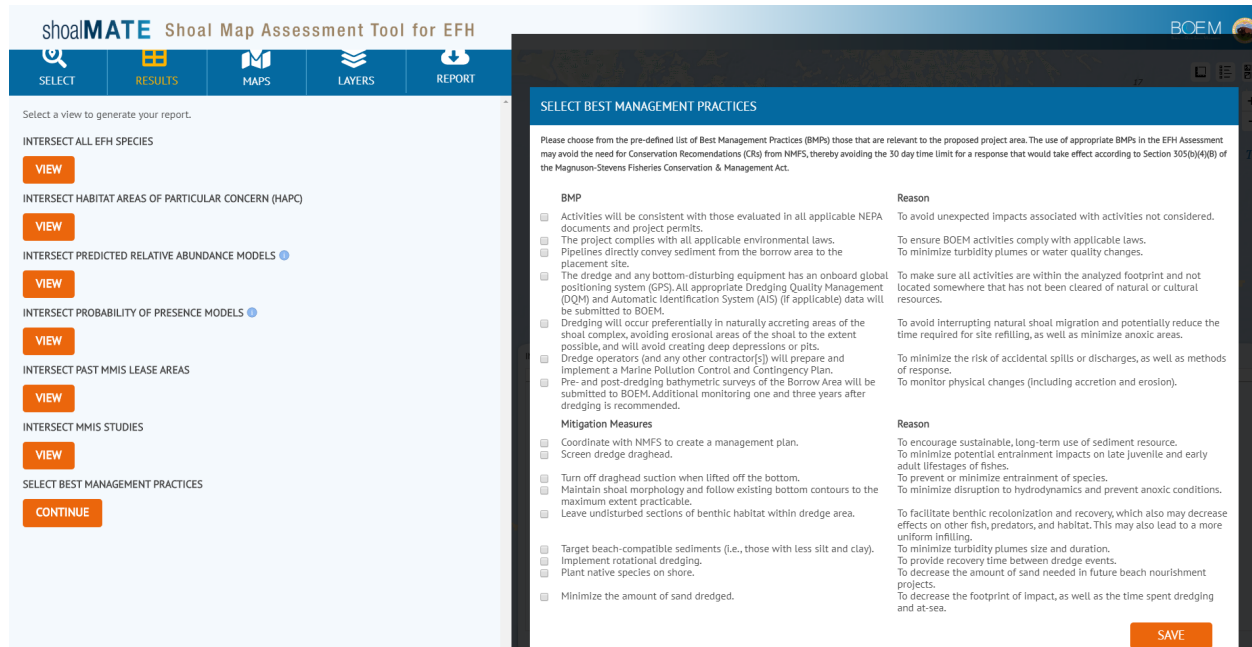 shoalMATE Shoal Map Assessment Tool for EFH
BOEM
SELECT
RESULTS
MAPS
LAYERS
REPORT
Select a view to generate your report.
INTERSECT ALL EFH SPECIES
VIEW
INTERSECT HABITAT AREAS OF PARTICULAR CONCERN (HAPC)
VIEW
INTERSECT PREDICTED RELATIVE ABUNDANCE MODELS
VIEW
INTERSECT PROBABILITY OF PRESENCE MODELS
VIEW
INTERSECT PAST MMIS LEASE AREAS
VIEW
INTERSECT MMIS STUDIES
VIEW
SELECT BEST MANAGEMENT PRACTICES
CONTINUE
SELECT BEST MANAGEMENT PRACTICES
Please choose from the pre-defined list of Best Management Practices (BMPs) those that are relevant to the proposed project area. The use of appropriate BMPs in the EFH Assessment
may avoid the need for Conservation Recomendations (CRs) from NMFS, thereby avoiding the 30 day time limit for a response that would take effect according to Section 305(b)(4)(B) of
the Magnuson-Stevens Fisheries Conservation & Management Act.
BMP
Reason
Activities will be consistent with those evaluated in all applicable NEPA
documents and project permits.
To avoid unexpected impacts associated with activities not considered.
The project complies with all applicable environmental laws.
To ensure BOEM activities comply with applicable laws.
Pipelines directly convey sediment from the borrow area to the
placement site.
To minimize turbidity plumes or water quality changes.
The dredge and any bottom-disturbing equipment has an onboard global
positioning system (GPS). All appropriate Dredging Quality Management
(DQM) and Automatic Identification System (AIS) (if applicable) data will
be submitted to BOEM.
To make sure all activities are within the analyzed footprint and not
located somewhere that has not been cleared of natural or cultural
resources.
Dredging will occur preferentially in naturally accreting areas of the
shoal complex, avoiding erosional areas of the shoal to the extent
possible, and will avoid creating deep depressions or pits.
To avoid interrupting natural shoal migration and potentially reduce the
time required for site refilling, as well as minimize anoxic areas.
Dredge operators (and any other contractor[s]) will prepare and
implement a Marine Pollution Control and Contingency Plan.
To minimize the risk of accidental spills or discharges, as well as methods
of response.
Pre- and post-dredging bathymetric surveys of the Borrow Area will be
submitted to BOEM. Additional monitoring one and three years after
dredging is recommended.
To monitor physical changes (including accretion and erosion).
Mitigation Measures
Reason
Coordinate with NMFS to create a management plan.
To encourage sustainable, long-term use of sediment resource.
Screen dredge draghead.
To minimize potential entrainment impacts on late juvenile and early
adult lifestages of fishes.
Turn off draghead suction when lifted off the bottom.
To prevent or minimize entrainment of species.
Maintain shoal morphology and follow existing bottom contours to the
maximum extent practicable.
To minimize disruption to hydrodynamics and prevent anoxic conditions.
Leave undisturbed sections of benthic habitat within dredge area.
To facilitate benthic recolonization and recovery, which also may decrease
effects on other fish, predators, and habitat. This may also lead to a more
uniform infilling.
Target beach-compatible sediments (i.e., those with less silt and clay).
To minimize turbidity plumes size and duration.
Implement rotational dredging.
To provide recovery time between dredge events.
Plant native species on shore.
To decrease the amount of sand needed in future beach nourishment
projects.
Minimize the amount of sand dredged.
To decrease the footprint of impact, as well as the time spent dredging
and at-sea.
SAVE